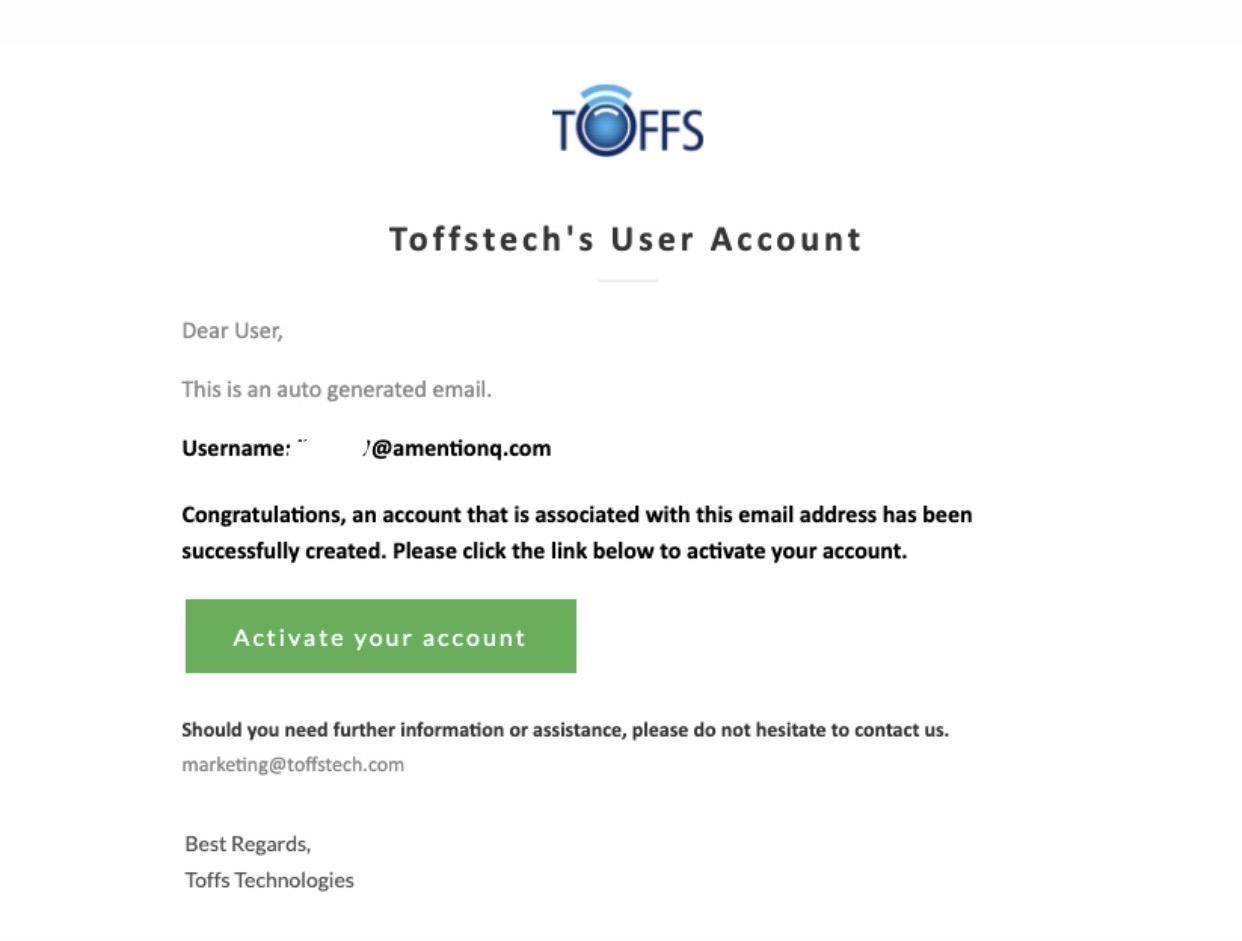 TOFFS
Toffstech's User Account
Dear User,
This is an auto generated email.
Username: @amentionq.com
Congratulations, an account that is associated with this email address has been
successfully created. Please click the link below to activate your account.
Activate your account
Should you need further information or assistance, please do not hesitate to contact us.
marketing@toffstech.com
Best Regards,
Toffs Technologies